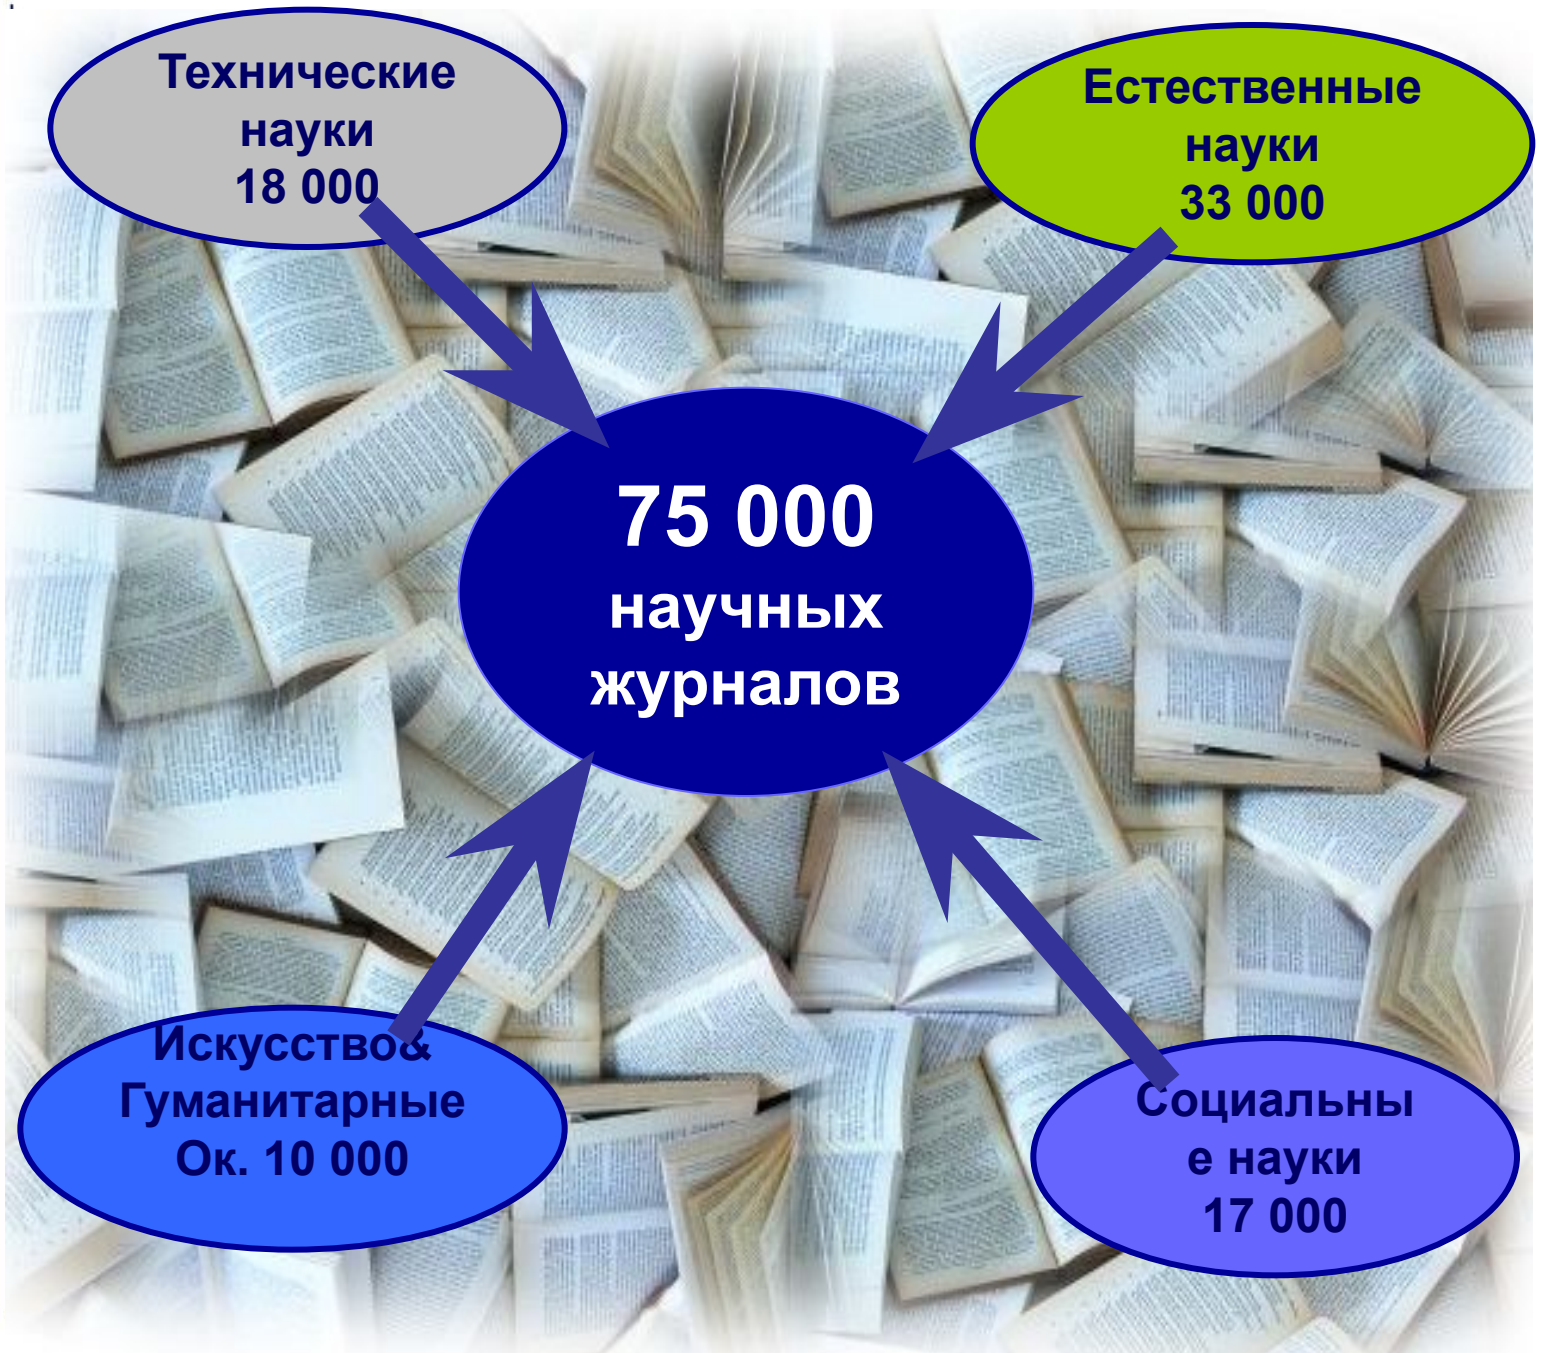 Технические
науки
18 000
Естественные
науки
33 000
75 000
научных
журналов
Искусство&
Гуманитарные
Ок. 10 000
Социальны
е науки
17 000